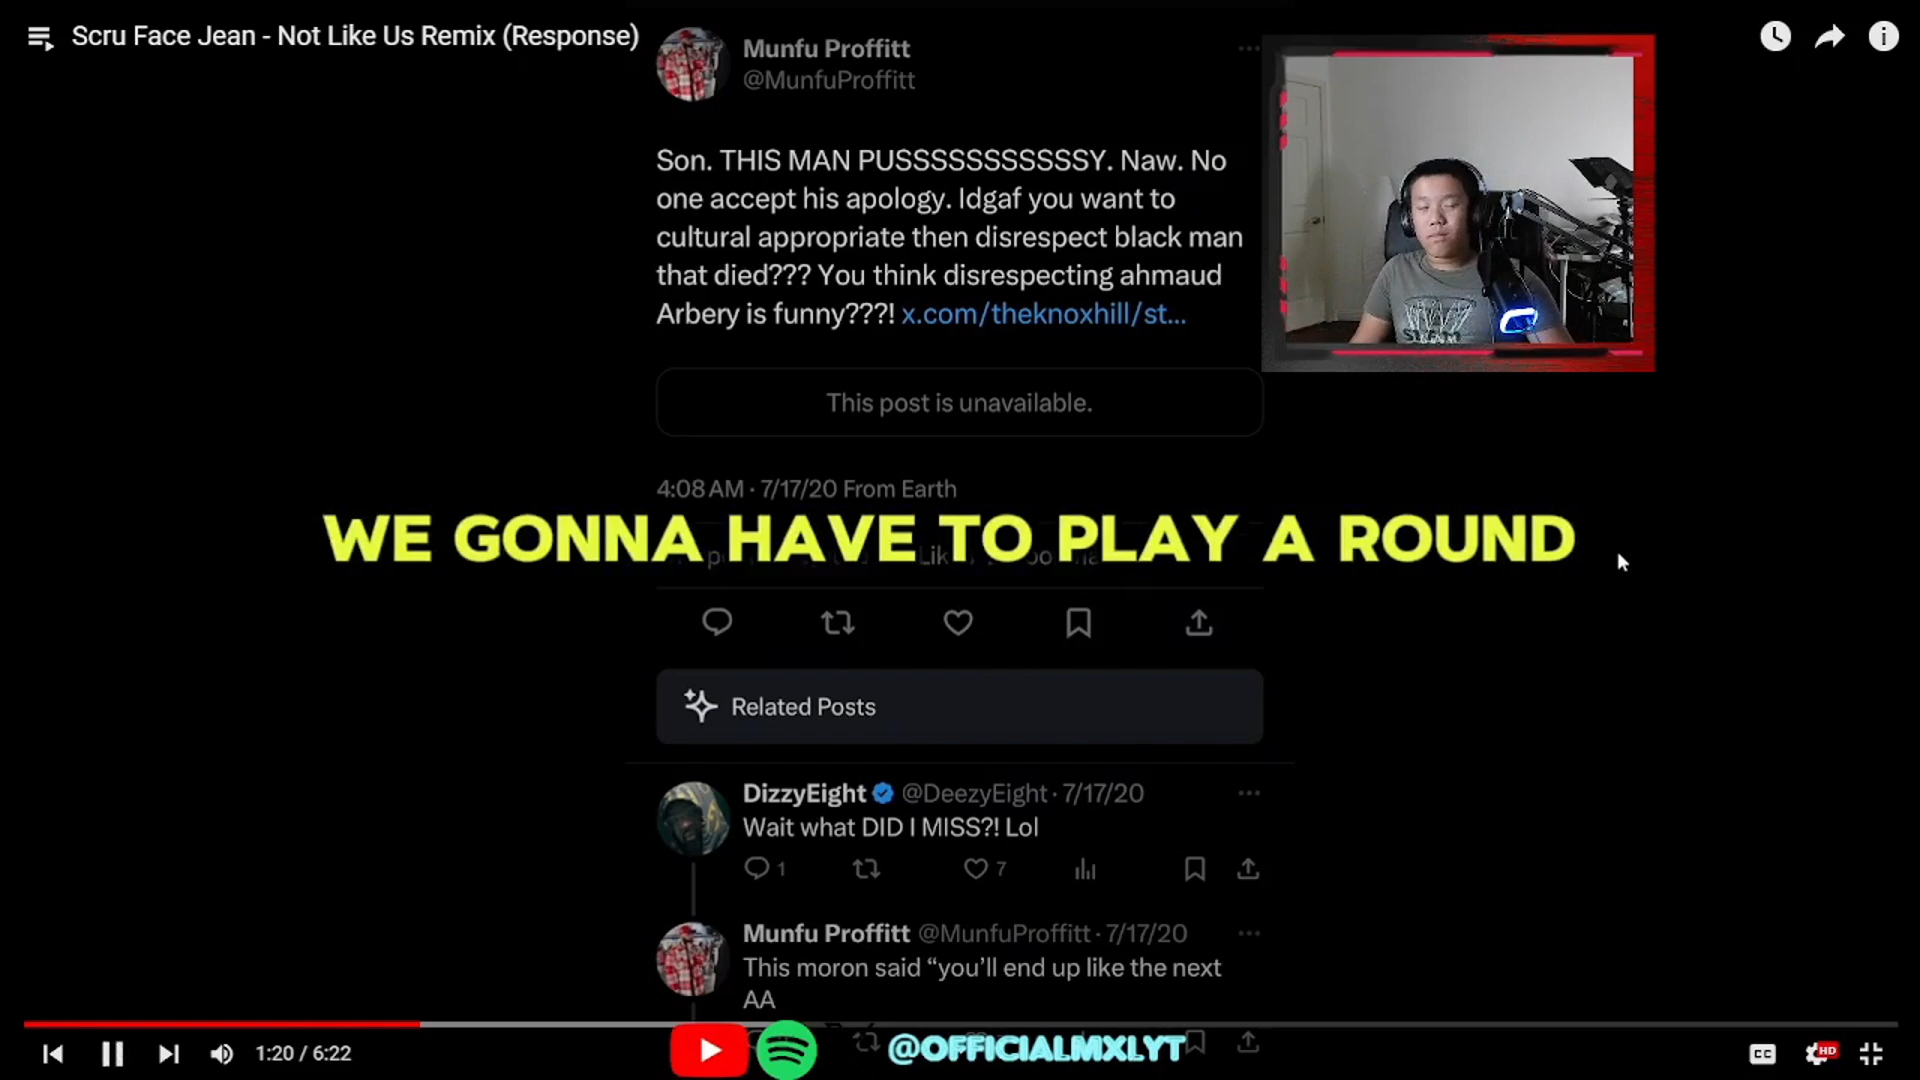 Scru Face Jean - Not Like Us Remix (Response)
Munfu Proffitt
@MunfuProffitt
Son. THIS MAN PUSSSSSSSSSSSY. Naw. No
one accept his apology. Idgaf you want to
cultural appropriate then disrespect black man
that died??? You think disrespecting ahmaud
Arbery is funny???! x.com/theknoxhill/st...
This post is unavailable.
4:08 AM · 7/17/20 From Earth
WE GONNA HAVE TO PLAY A ROUND
Related Posts
DizzyEight @DeezyEight · 7/17/20
Wait what DID I MISS?! Lol
1 7
Munfu Proffitt @MunfuProffitt · 7/17/20
This moron said “you’ll end up like the next
AA
1:20 / 6:22
@OFFICIALMXLYT
CC
HD